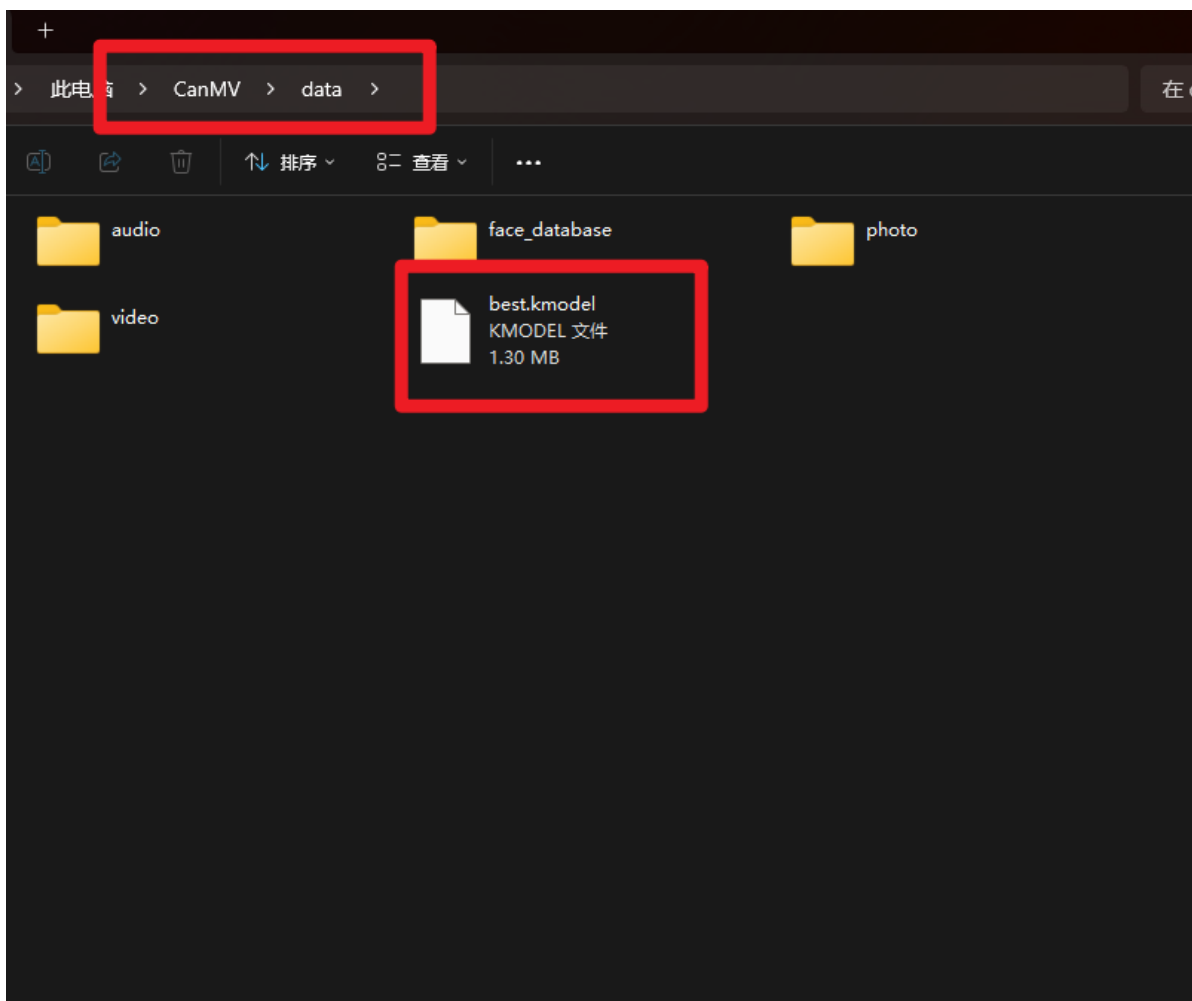 此电脑 > CanMV > data >
在
排序
查看
audio
face_database
photo
video
best.kmodel
KMODEL 文件
1.30 MB